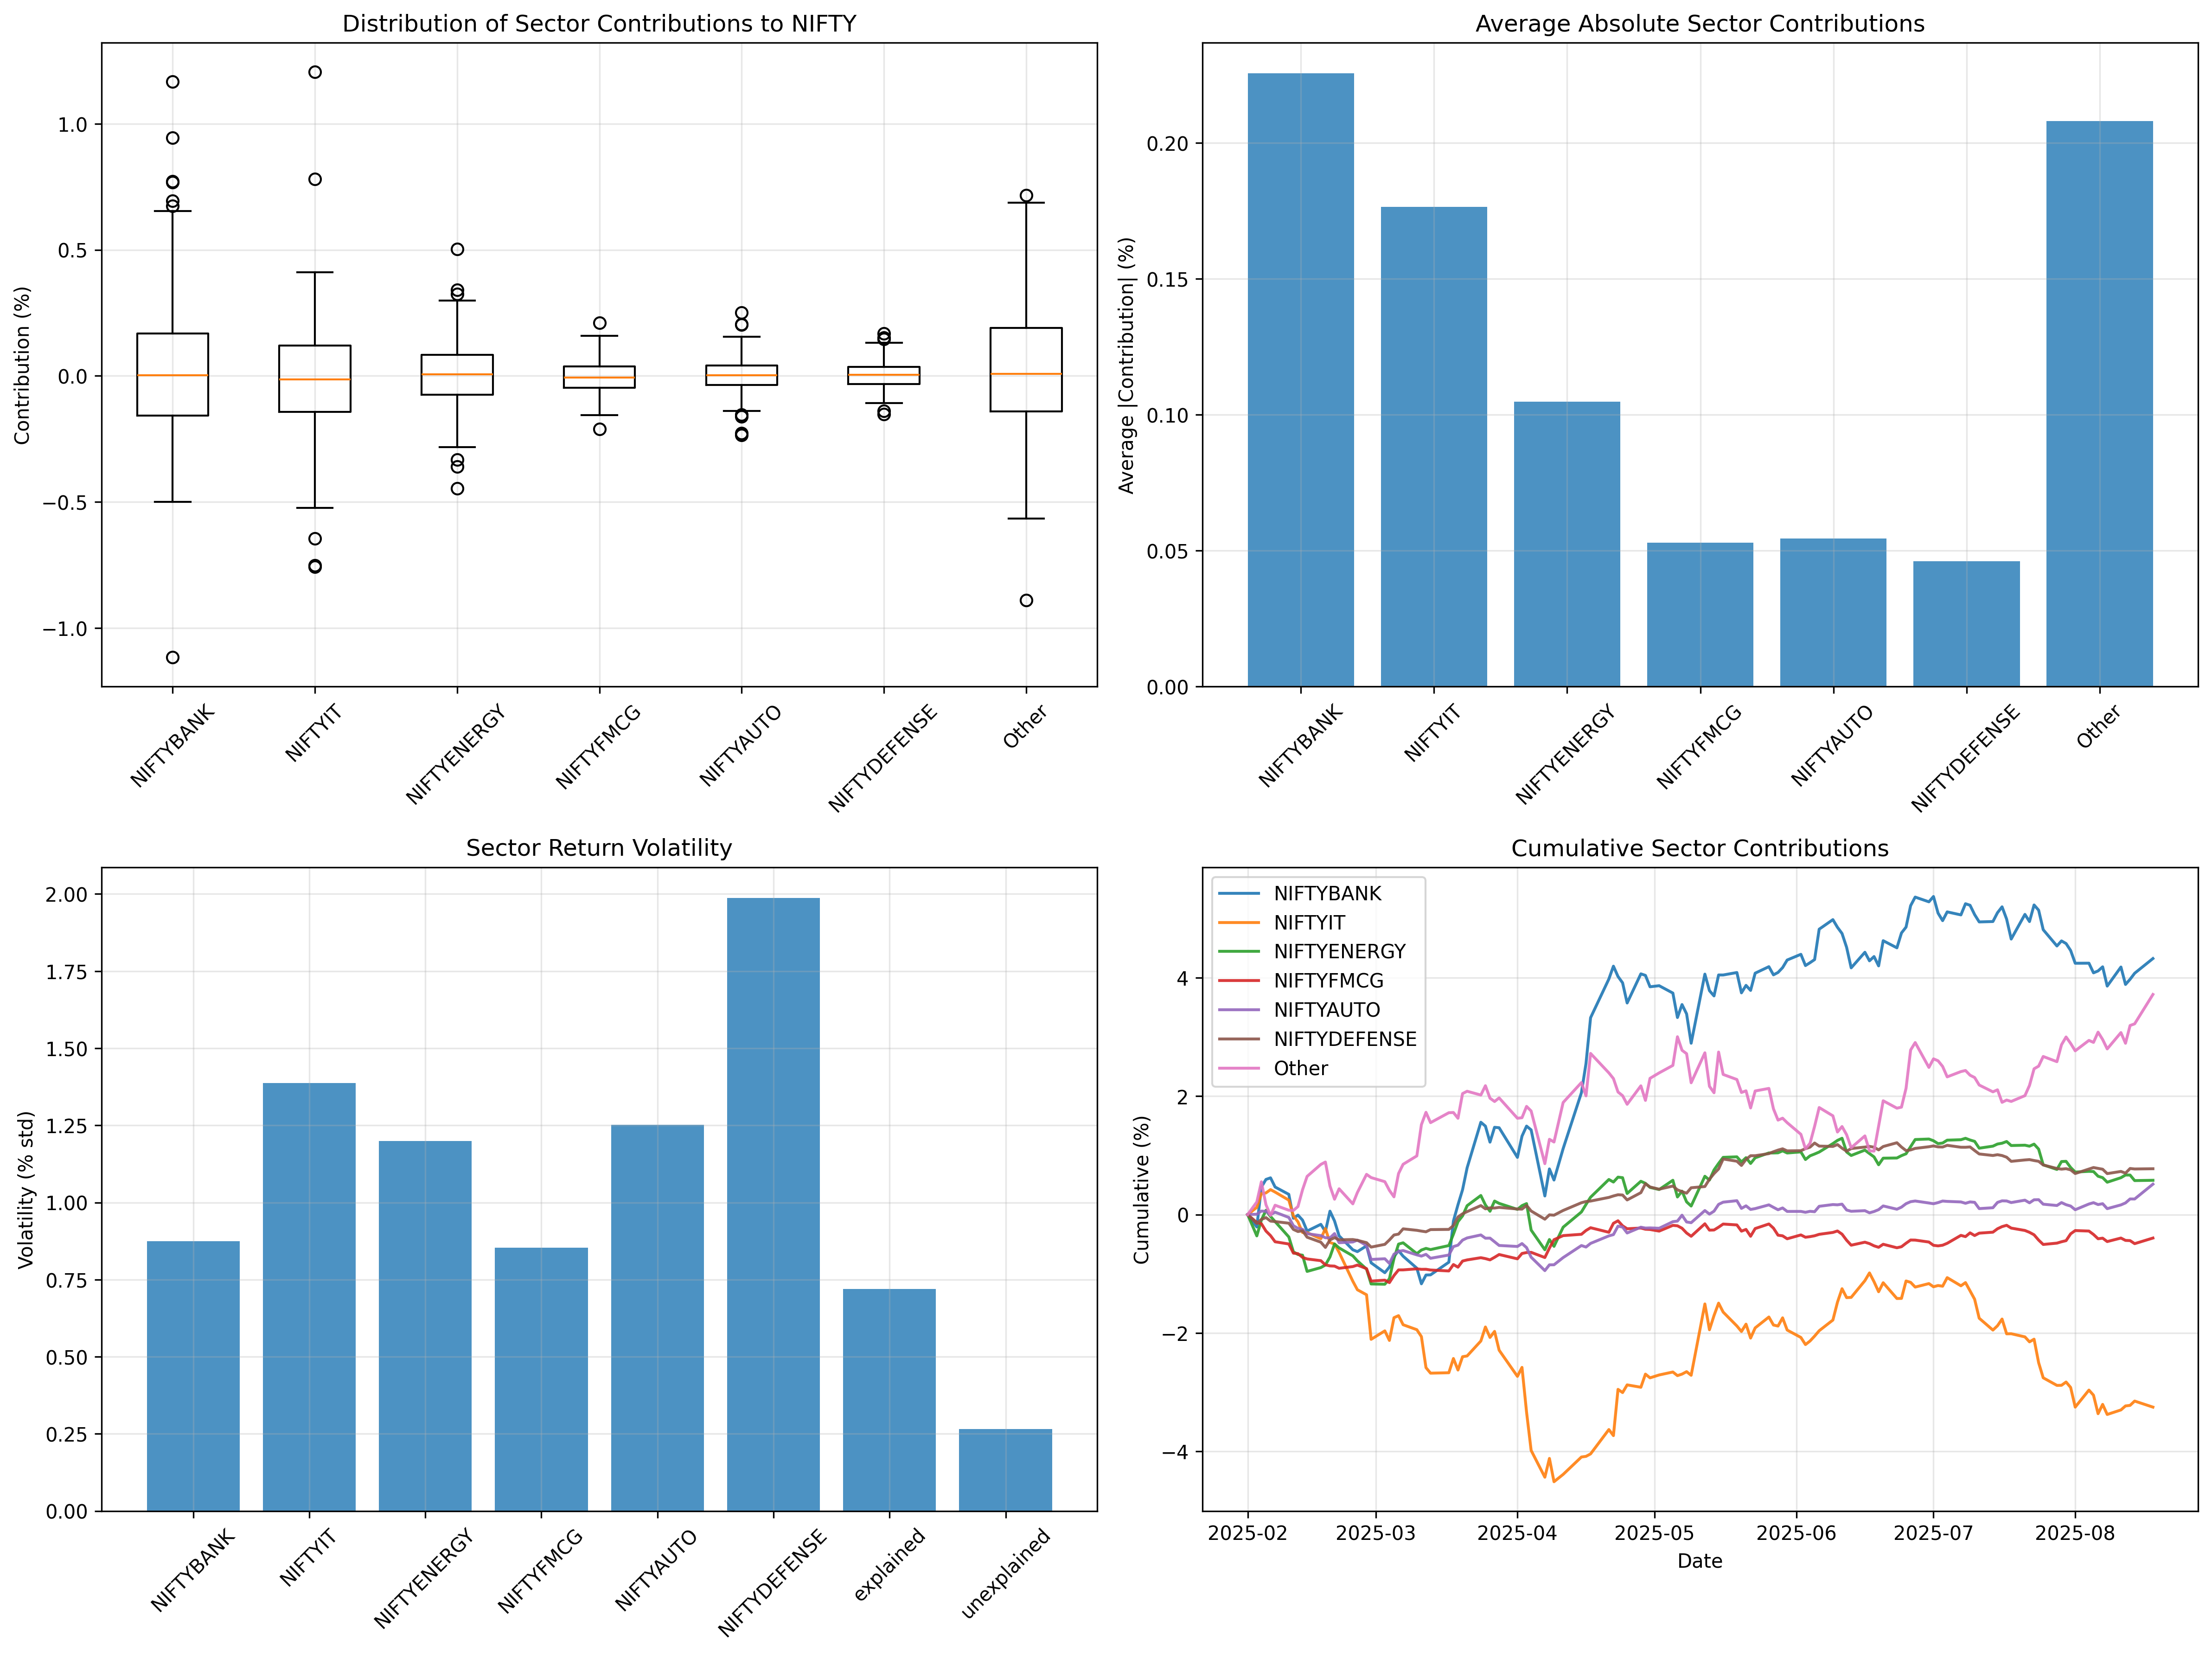 Distribution of Sector Contributions to NIFTY
Contribution (%)
1.0
0.5
0.0
−0.5
−1.0
NIFTYBANK
NIFTYIT
NIFTYENERGY
NIFTYFMCG
NIFTYAUTO
NIFTYDEFENSE
Other
Average Absolute Sector Contributions
Average |Contribution| (%)
0.20
0.15
0.10
0.05
0.00
NIFTYBANK
NIFTYIT
NIFTYENERGY
NIFTYFMCG
NIFTYAUTO
NIFTYDEFENSE
Other
Sector Return Volatility
Volatility (% std)
2.00
1.75
1.50
1.25
1.00
0.75
0.50
0.25
0.00
NIFTYBANK
NIFTYIT
NIFTYENERGY
NIFTYFMCG
NIFTYAUTO
NIFTYDEFENSE
explained
unexplained
Cumulative Sector Contributions
NIFTYBANK
NIFTYIT
NIFTYENERGY
NIFTYFMCG
NIFTYAUTO
NIFTYDEFENSE
Other
Cumulative (%)
4
2
0
−2
−4
2025-02 2025-03 2025-04 2025-05 2025-06 2025-07 2025-08
Date